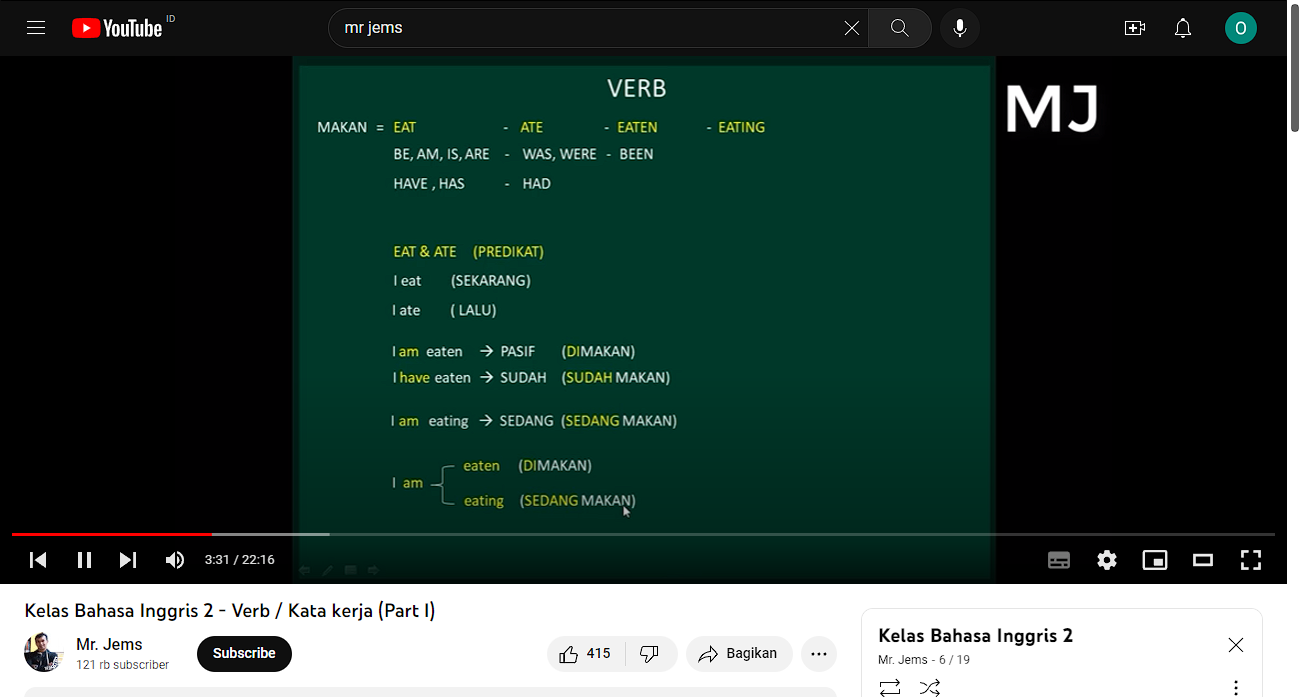 YouTube ID
mr jems
O
VERB
MJ
MAKAN = EAT - ATE - EATEN - EATING
BE, AM, IS, ARE - WAS, WERE - BEEN
HAVE , HAS - HAD
EAT & ATE (PREDIKAT)
I eat (SEKARANG)
I ate ( LALU)
I am eaten → PASIF (DIMAKAN)
I have eaten → SUDAH (SUDAH MAKAN)
I am eating → SEDANG (SEDANG MAKAN)
eaten (DIMAKAN)
I am
eating (SEDANG MAKAN)
3:31 / 22:16
Kelas Bahasa Inggris 2 - Verb / Kata kerja (Part I)
Mr. Jems
121 rb subscriber
Subscribe
415
Bagikan
Kelas Bahasa Inggris 2
Mr. Jems - 6 / 19